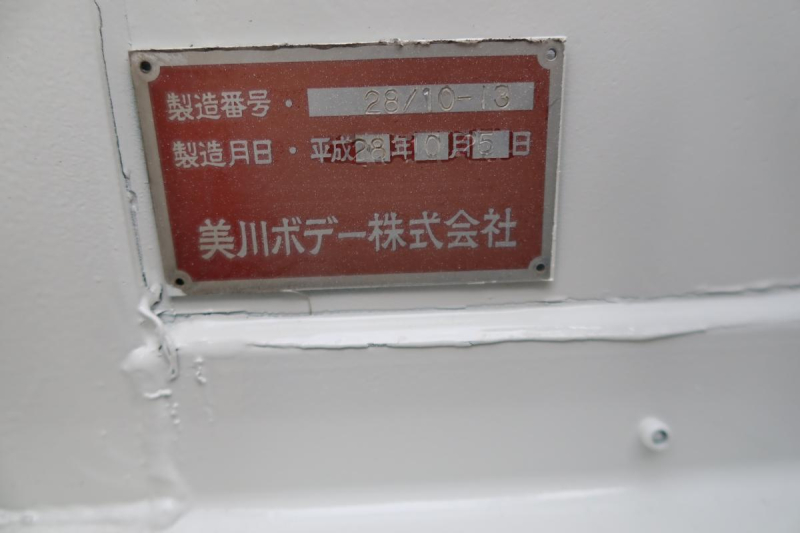 製造番号・ 28/10-13
製造月日・平成28年10月5日
美川ボデー株式会社